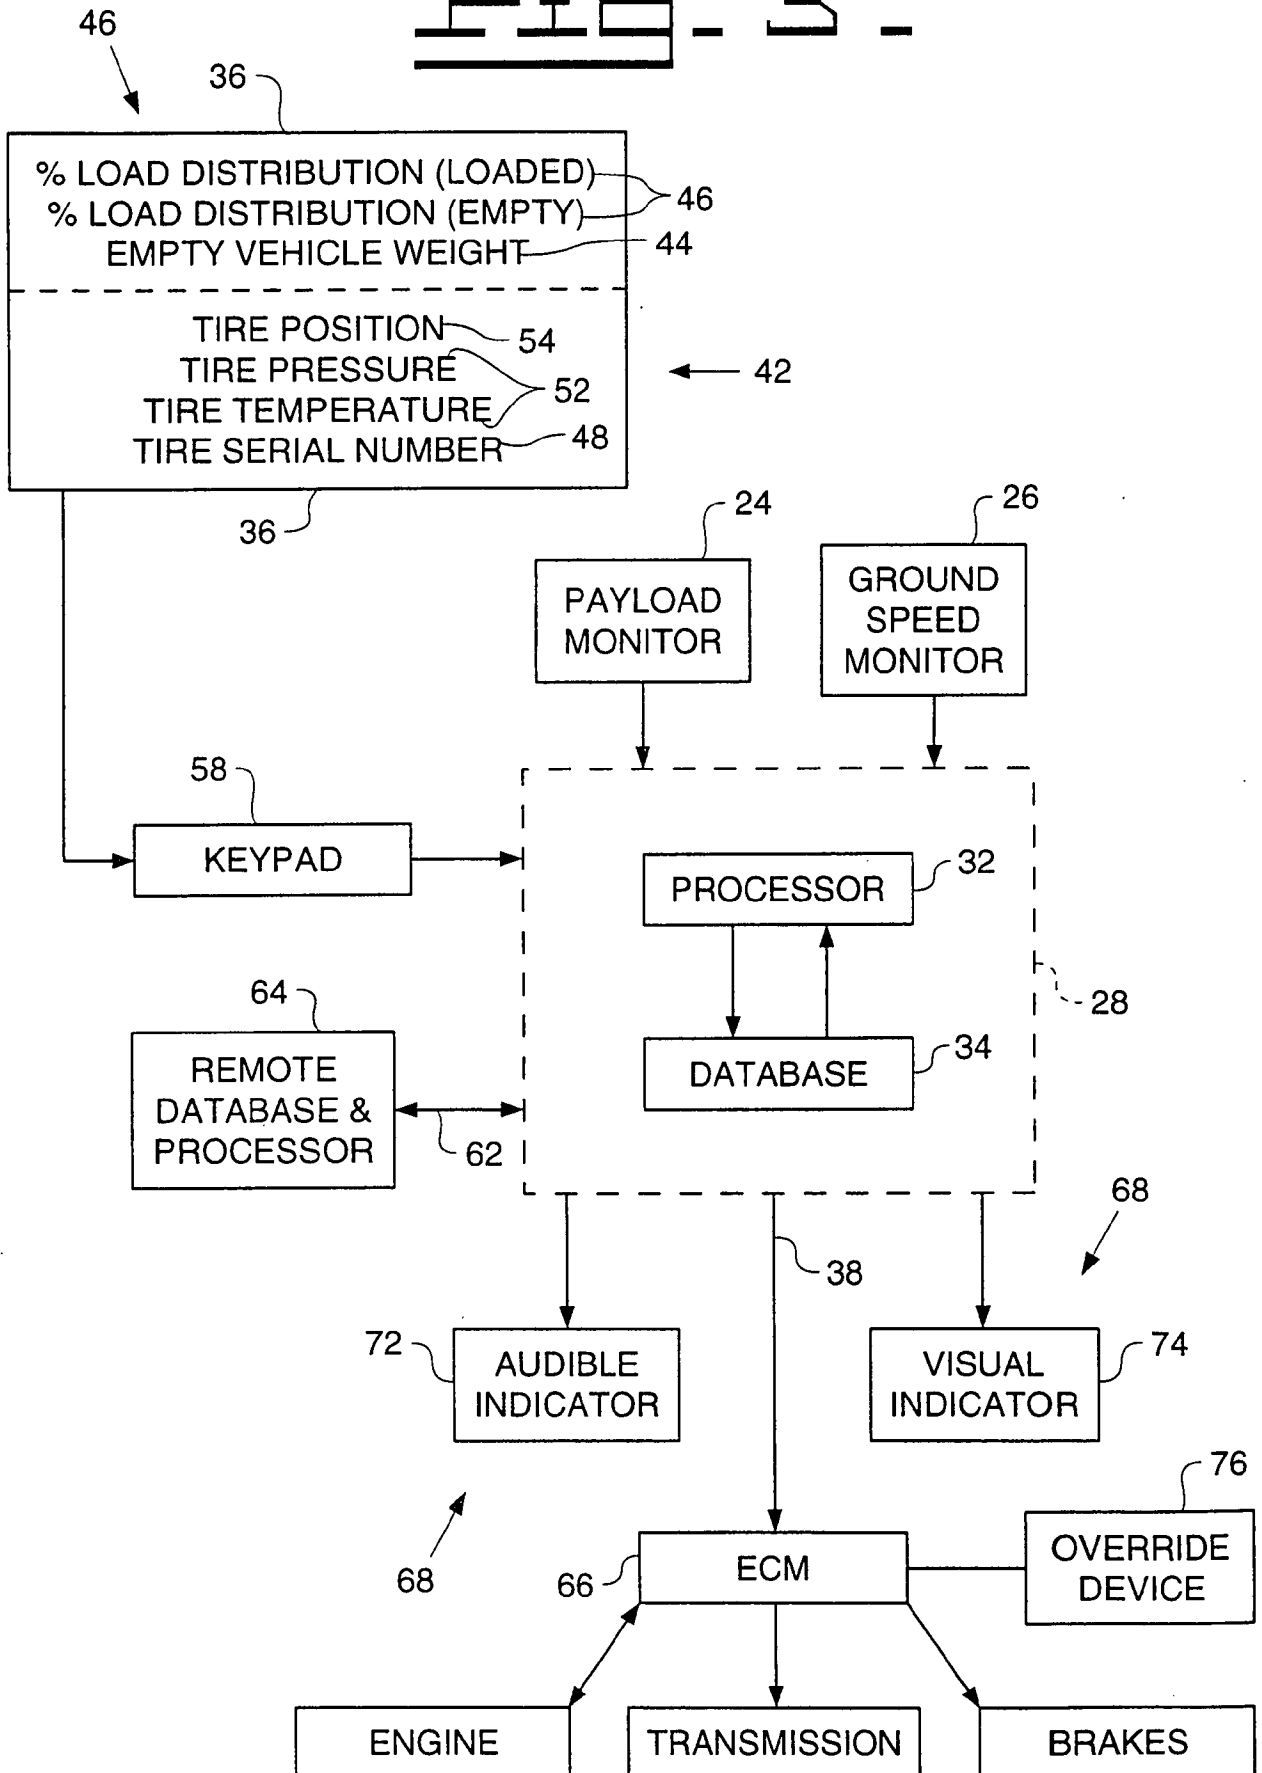 46
36
% LOAD DISTRIBUTION (LOADED)
% LOAD DISTRIBUTION (EMPTY)
46
EMPTY VEHICLE WEIGHT
44
TIRE POSITION
54
TIRE PRESSURE
42
52
TIRE TEMPERATURE
TIRE SERIAL NUMBER
48
36
24
26
PAYLOAD
MONITOR
GROUND
SPEED
MONITOR
58
KEYPAD
PROCESSOR
32
64
28
REMOTE
DATABASE &
PROCESSOR
DATABASE
34
62
68
38
72
AUDIBLE
INDICATOR
VISUAL
INDICATOR
74
76
68
66
ECM
OVERRIDE
DEVICE
ENGINE
TRANSMISSION
BRAKES